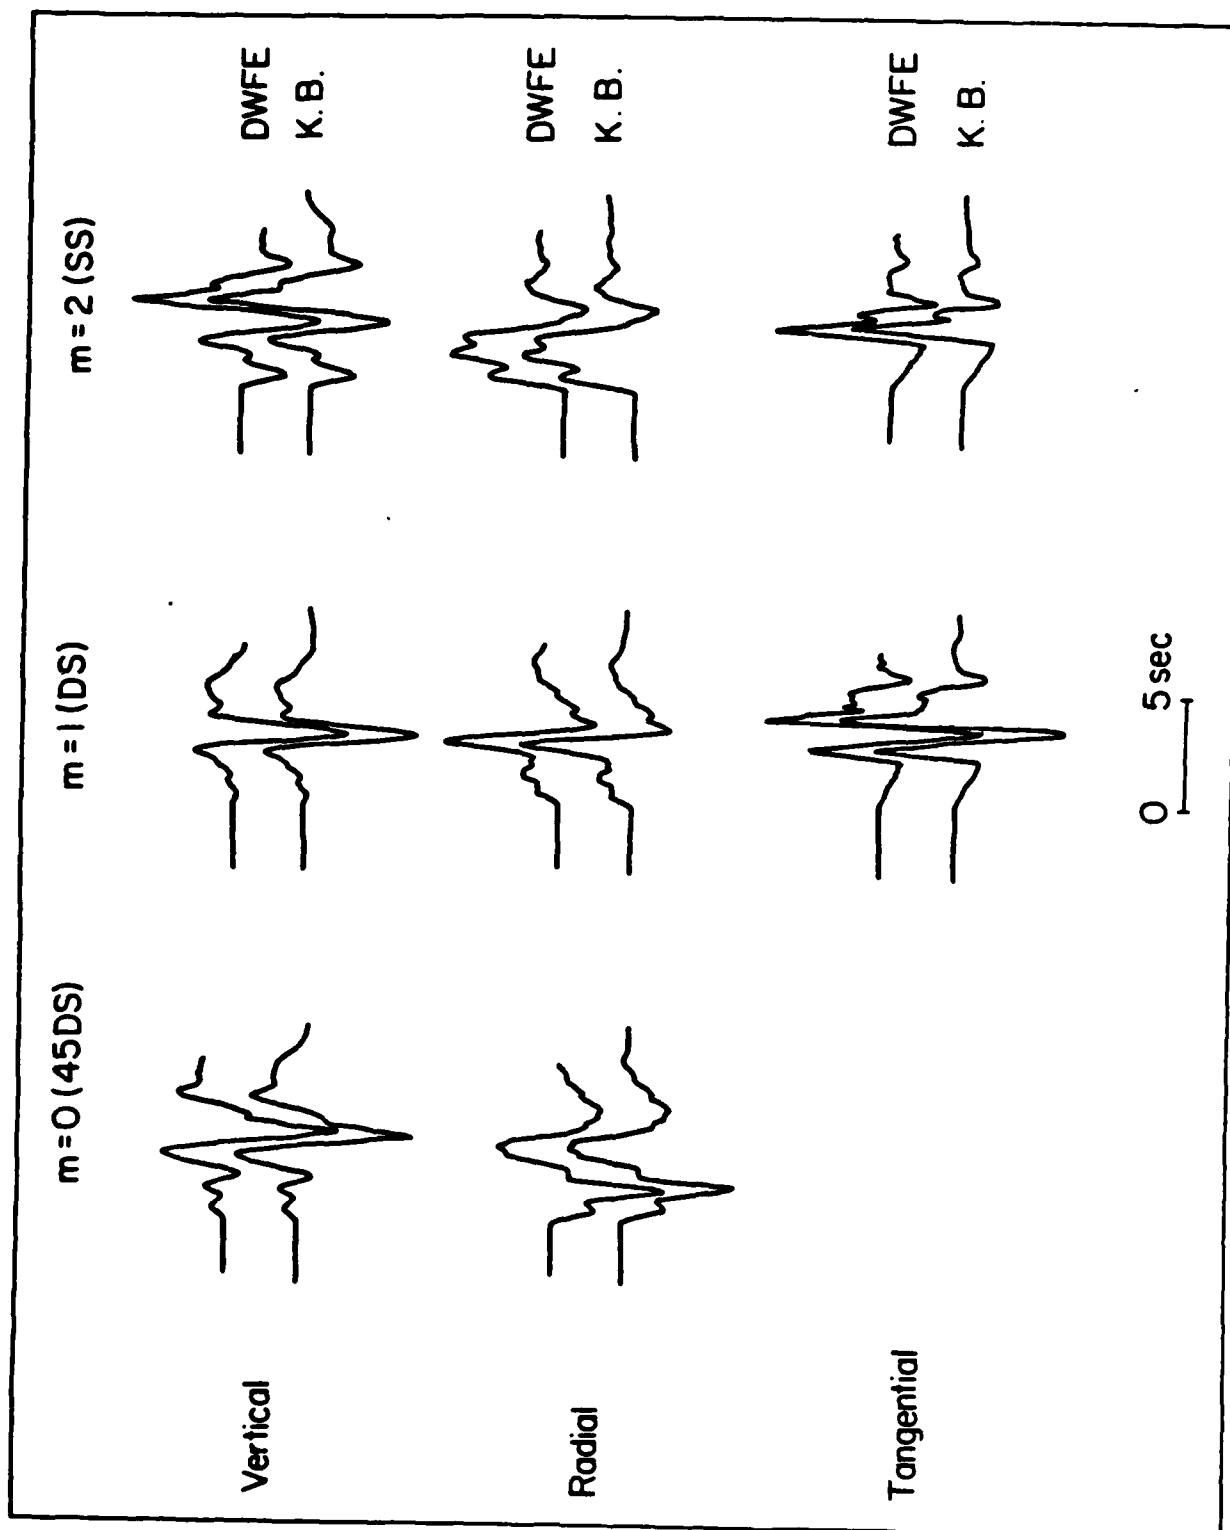 m = 0 (45DS) m = 1 (DS) m = 2 (SS)
Vertical DWFE
K. B.
Radial DWFE
K. B.
Tangential DWFE
K. B.
0 5 sec